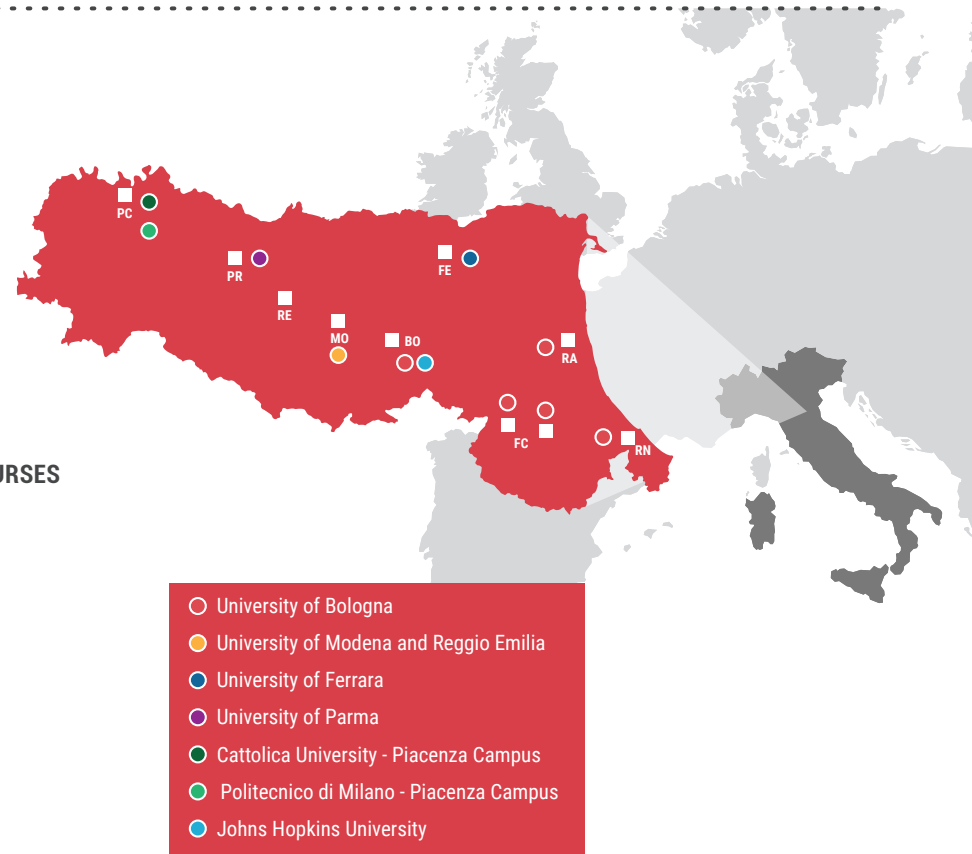 PC
PR
FE
RE
MO
BO
RA
FC
RN
University of Bologna
University of Modena and Reggio Emilia
University of Ferrara
University of Parma
Cattolica University - Piacenza Campus
Politecnico di Milano - Piacenza Campus
Johns Hopkins University